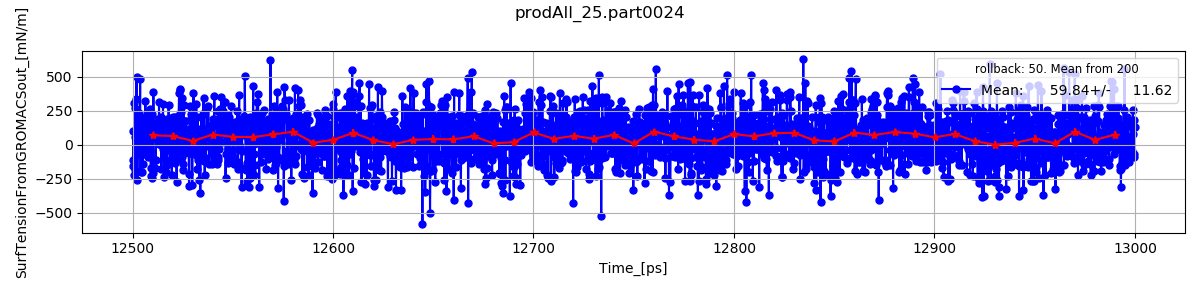 prodAll_25.part0024
SurfTensionFromGROMACSout_[mN/m]
500
250
0
−250
−500
rollback: 50. Mean from 200
Mean: 59.84+/- 11.62
12500 12600 12700 12800 12900 13000
Time_[ps]